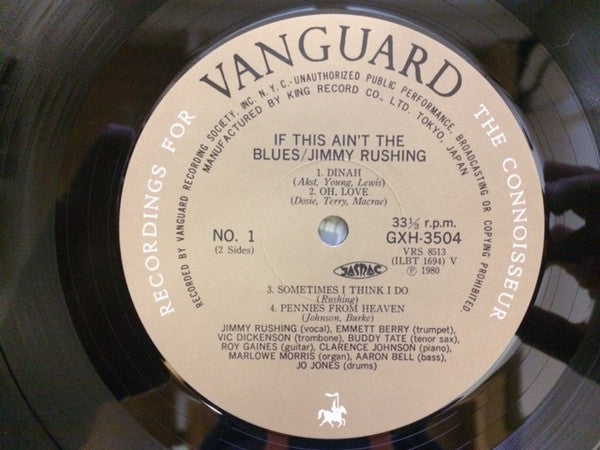 VANGUARD
RECORDINGS FOR THE CONNOISSEUR
RECORDED BY VANGUARD RECORDING SOCIETY, INC. N.Y.C.-UNAUTHORIZED PUBLIC PERFORMANCE, BROADCASTING OR COPYING PROHIBITED.
MANUFACTURED BY KING RECORD CO., LTD. TOKYO, JAPAN
IF THIS AIN'T THE
BLUES/JIMMY RUSHING
1. DINAH
(Akst, Young, Lewis)
2. OH, LOVE
(Dosie, Terry, Macrae)
NO. 1
(2 Sides)
33⅓ r.p.m.
GXH-3504
VRS 8513
(ILBT 1694) V
JASRAC
Ⓟ 1980
3. SOMETIMES I THINK I DO
(Rushing)
4. PENNIES FROM HEAVEN
(Johnson, Burke)
JIMMY RUSHING (vocal), EMMETT BERRY (trumpet),
VIC DICKENSON (trombone), BUDDY TATE (tenor sax),
ROY GAINES (guitar), CLARENCE JOHNSON (piano),
MARLOWE MORRIS (organ), AARON BELL (bass),
JO JONES (drums)